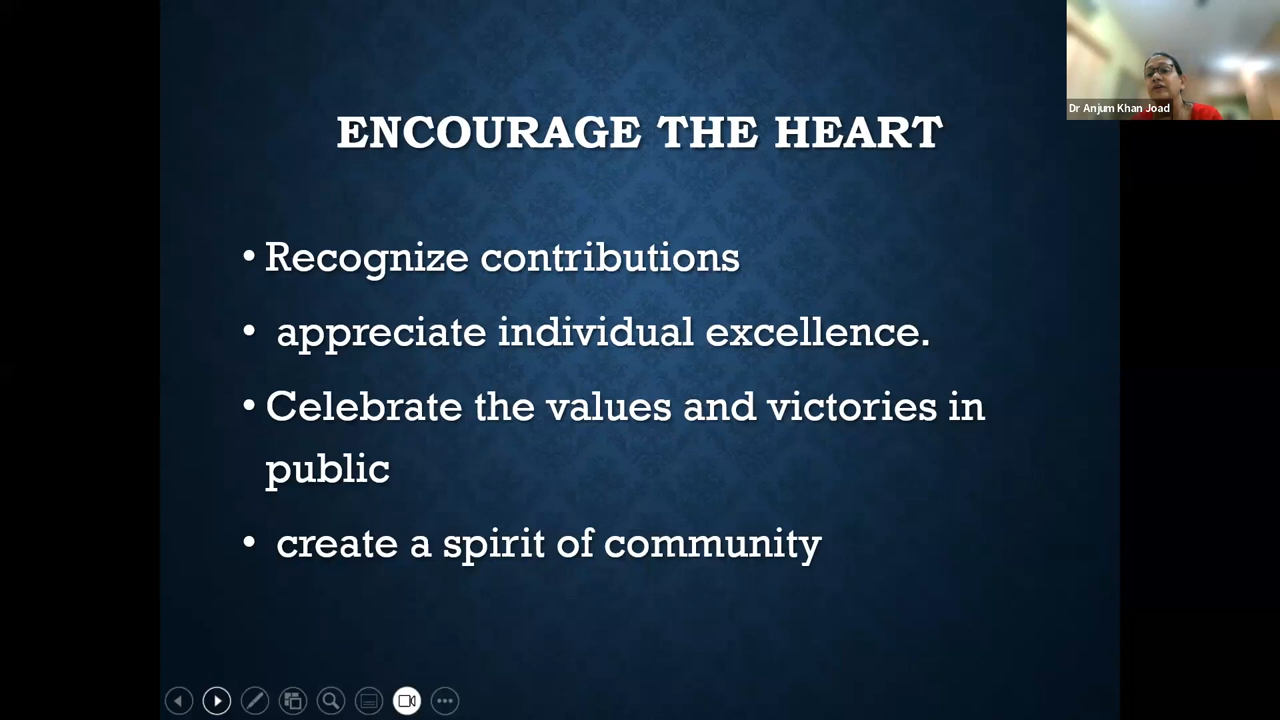 Dr Anjum Khan Joad
ENCOURAGE THE HEART
• Recognize contributions
• appreciate individual excellence.
• Celebrate the values and victories in
public
• create a spirit of community